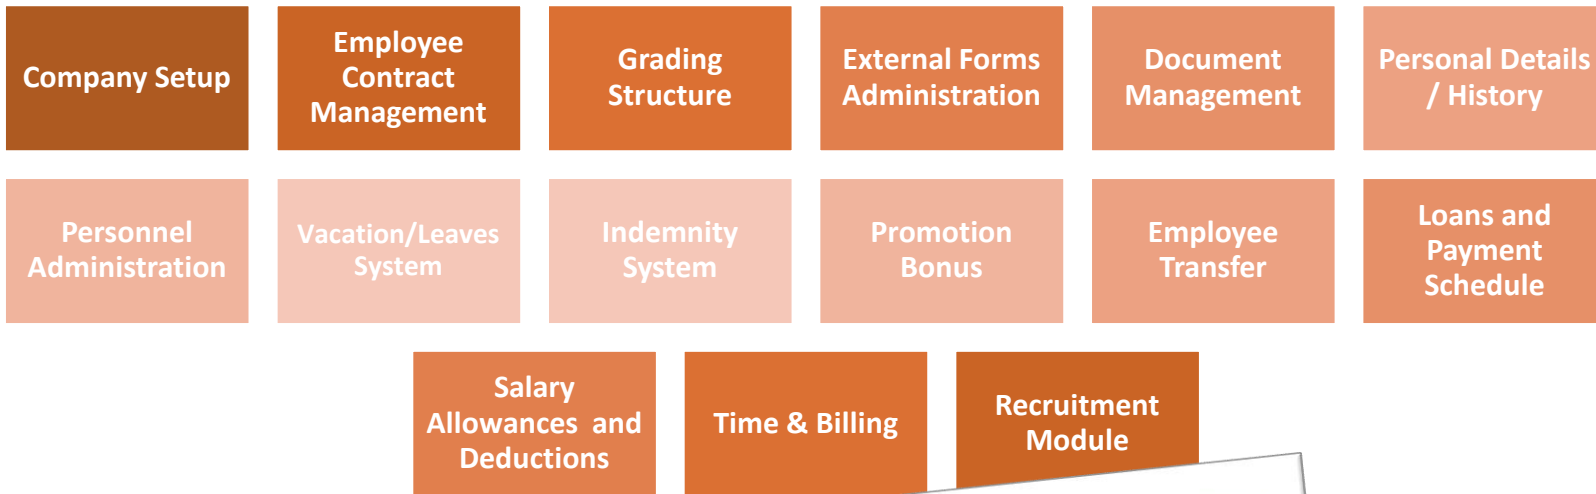 Company Setup
Employee
Contract
Management
Grading
Structure
External Forms
Administration
Document
Management
Personal Details
/ History
Personnel
Administration
Vacation/Leaves
System
Indemnity
System
Promotion
Bonus
Employee
Transfer
Loans and
Payment
Schedule
Salary
Allowances and
Deductions
Time & Billing
Recruitment
Module